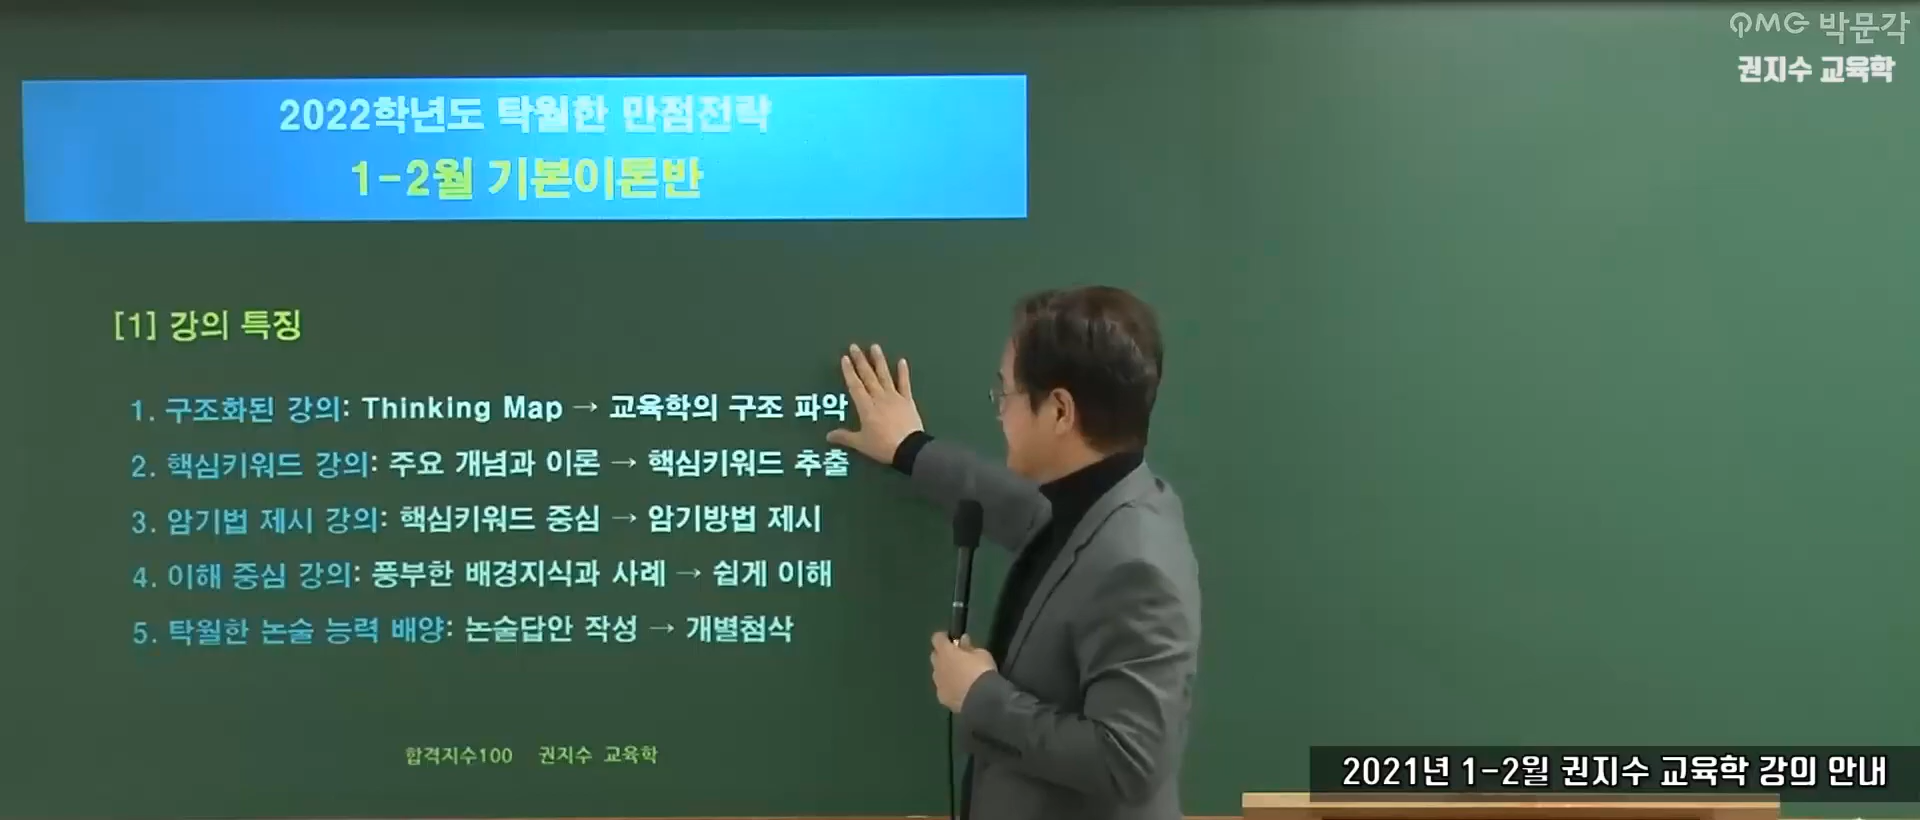 PMG 박문각
권지수 교육학
2022학년도 탁월한 만점전략
1-2월 기본이론반
[1] 강의 특징
1. 구조화된 강의: Thinking Map → 교육학의 구조 파악
2. 핵심키워드 강의: 주요 개념과 이론 → 핵심키워드 추출
3. 암기법 제시 강의: 핵심키워드 중심 → 암기방법 제시
4. 이해 중심 강의: 풍부한 배경지식과 사례 → 쉽게 이해
5. 탁월한 논술 능력 배양: 논술답안 작성 → 개별첨삭
합격지수100 권지수 교육학
2021년 1-2월 권지수 교육학 강의 안내